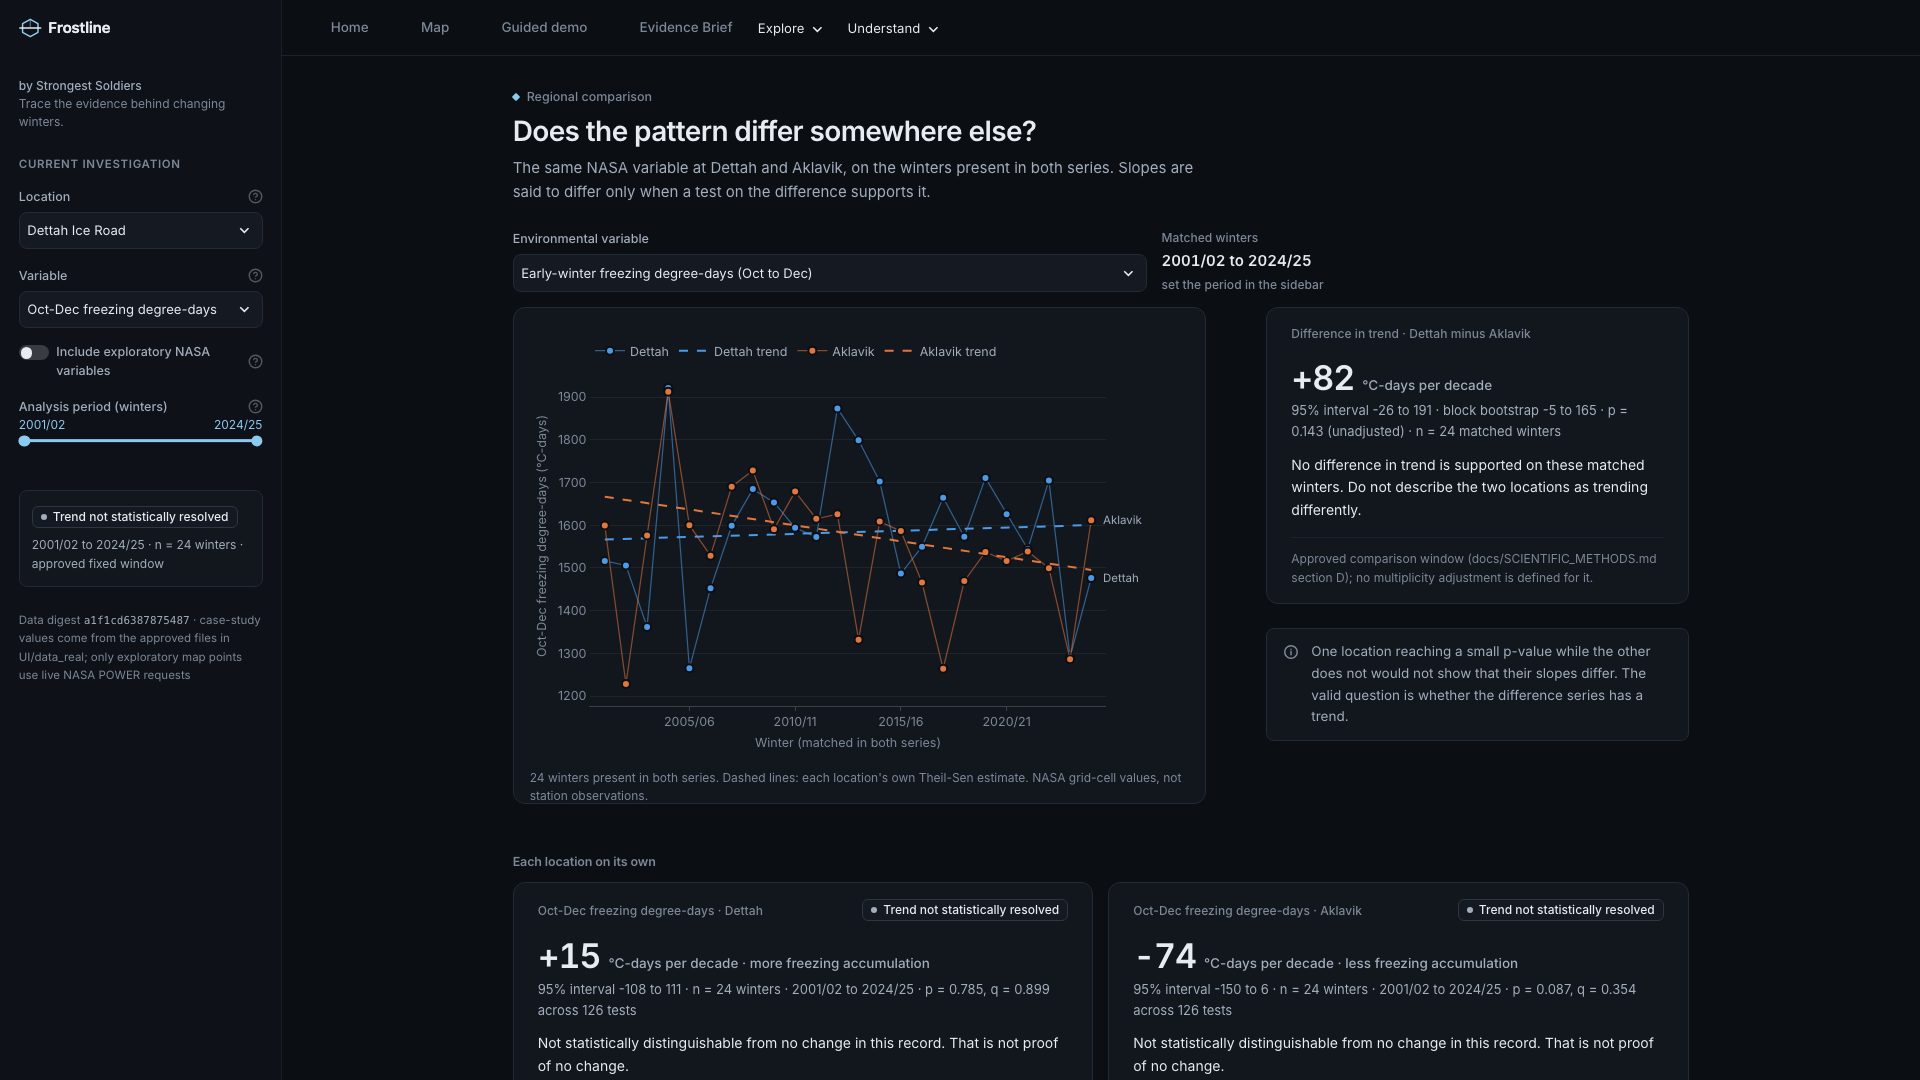 Frostline
by Strongest Soldiers
Trace the evidence behind changing
winters.
CURRENT INVESTIGATION
Location
Dettah Ice Road
Variable
Oct-Dec freezing degree-days
Include exploratory NASA
variables
Analysis period (winters)
2001/02 2024/25
Trend not statistically resolved
2001/02 to 2024/25 · n = 24 winters ·
approved fixed window
Data digest a1f1cd6387875487 · case-study
values come from the approved files in
UI/data_real; only exploratory map points
use live NASA POWER requests
Home Map Guided demo Evidence Brief Explore Understand
Regional comparison
Does the pattern differ somewhere else?
The same NASA variable at Dettah and Aklavik, on the winters present in both series. Slopes are
said to differ only when a test on the difference supports it.
Environmental variable
Early-winter freezing degree-days (Oct to Dec)
Matched winters
2001/02 to 2024/25
set the period in the sidebar
Dettah Dettah trend Aklavik Aklavik trend
Oct-Dec freezing degree-days (°C-days)
1900
1800
1700
1600
1500
1400
1300
1200
Aklavik
Dettah
2005/06 2010/11 2015/16 2020/21
Winter (matched in both series)
24 winters present in both series. Dashed lines: each location's own Theil-Sen estimate. NASA grid-cell values, not
station observations.
Difference in trend · Dettah minus Aklavik
+82 °C-days per decade
95% interval -26 to 191 · block bootstrap -5 to 165 · p =
0.143 (unadjusted) · n = 24 matched winters
No difference in trend is supported on these matched
winters. Do not describe the two locations as trending
differently.
Approved comparison window (docs/SCIENTIFIC_METHODS.md
section D); no multiplicity adjustment is defined for it.
One location reaching a small p-value while the other
does not would not show that their slopes differ. The
valid question is whether the difference series has a
trend.
Each location on its own
Oct-Dec freezing degree-days · Dettah
Trend not statistically resolved
+15 °C-days per decade · more freezing accumulation
95% interval -108 to 111 · n = 24 winters · 2001/02 to 2024/25 · p = 0.785, q = 0.899
across 126 tests
Not statistically distinguishable from no change in this record. That is not proof
of no change.
Oct-Dec freezing degree-days · Aklavik
Trend not statistically resolved
-74 °C-days per decade · less freezing accumulation
95% interval -150 to 6 · n = 24 winters · 2001/02 to 2024/25 · p = 0.087, q = 0.354
across 126 tests
Not statistically distinguishable from no change in this record. That is not proof
of no change.